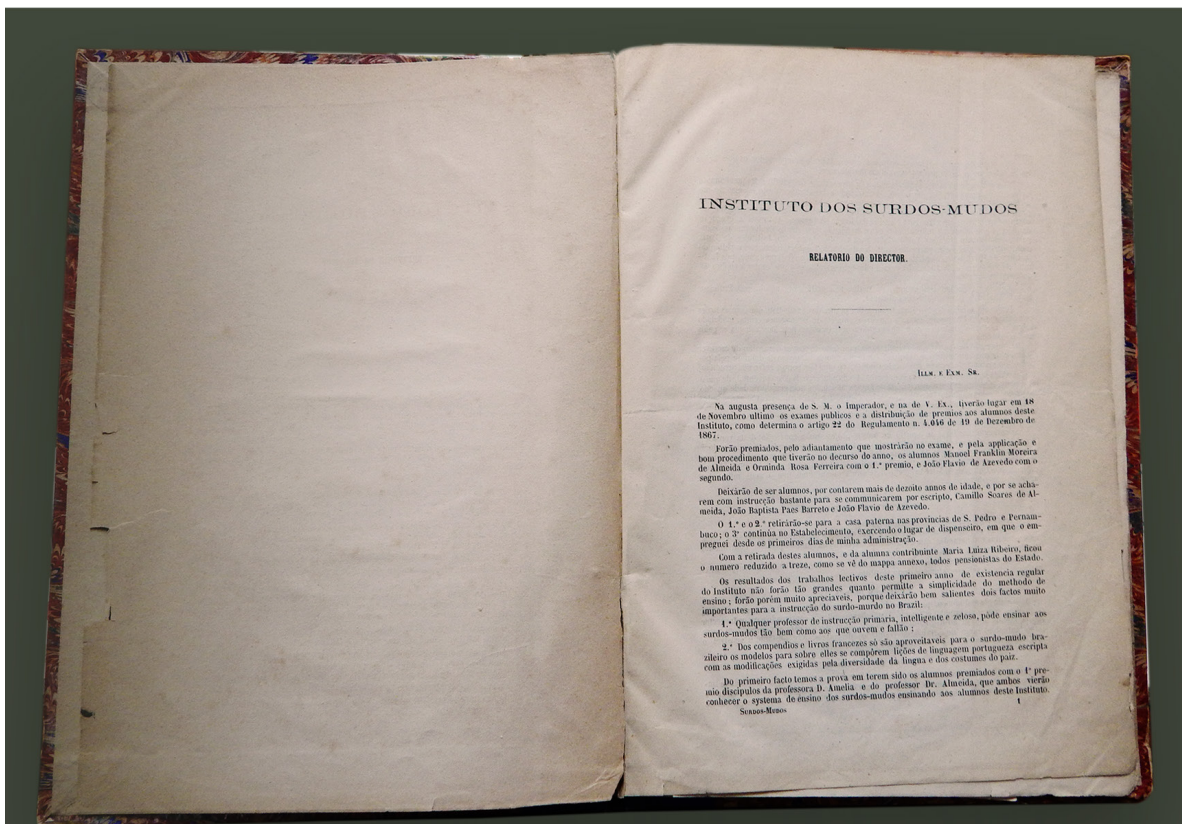 INSTITUTO DOS SURDOS-MUDOS
RELATORIO DO DIRECTOR.
ILLM. E EXM. SR.
Na augusta presença de S. M. o Imperador, e na de V. Ex., tiverão lugar em 18
de Novembro ultimo os exames publicos e a distribuição de premios aos alumnos deste
Instituto, como determina o artigo 22 do Regulamento n. 4.046 de 19 de Dezembro de
1867.
Forão premiados, pelo adiantamento que mostrárão no exame, e pela applicação e
bom procedimento que tiverão no decurso do anno, os alumnos Manoel Franklin Moreira
de Almeida e Orminda Rosa Ferreira com o 1.º premio, e João Flavio de Azevedo com o
segundo.
Deixárão de ser alumnos, por contarem mais de dezoito annos de idade, e por se acha-
rem com instrucção bastante para se communicarem por escripto, Camillo Soares de Al-
meida, João Baptista Paes Barreto e João Flavio de Azevedo.
O 1.º e o 2.º retirárão-se para a casa paterna nas provincias de S. Pedro e Pernam-
buco; o 3º continúa no Estabelecimento, exercendo o lugar de dispenseiro, em que o em-
preguei desde os primeiros dias de minha administração.
Com a retirada destes alumnos, e da alumna contribuinte Maria Luiza Ribeiro, ficou
o numero reduzido a treze, como se vê do mappa annexo, todos pensionistas do Estado.
Os resultados dos trabalhos lectivos deste primeiro anno de existencia regular
do Instituto não forão tão grandes quanto permitte a simplicidade do methodo de
ensino; forão porém muito apreciaveis, porque deixárão bem salientes dois factos muito
importantes para a instrucção do surdo-murdo no Brazil:
1.º Qualquer professor de instrucção primaria, intelligente e zeloso, póde ensinar aos
surdos-mudos tão bem como aos que ouvem e fallão;
2.º Dos compendios e livros francezes só são aproveitaveis para o surdo-mudo bra-
zileiro os modelos para sobre elles se compôrem lições de linguagem portugueza escripta
com as modificações exigidas pela diversidade da lingua e dos costumes do paiz.
Do primeiro facto temos a prova em terem sido os alumnos premiados com o 1º pre-
mio discipulos da professora D. Amelia e do professor Dr. Almeida, que ambos vierão
conhecer o systema de ensino dos surdos-mudos ensinando aos alumnos deste Instituto.
SURDOS-MUDOS 1